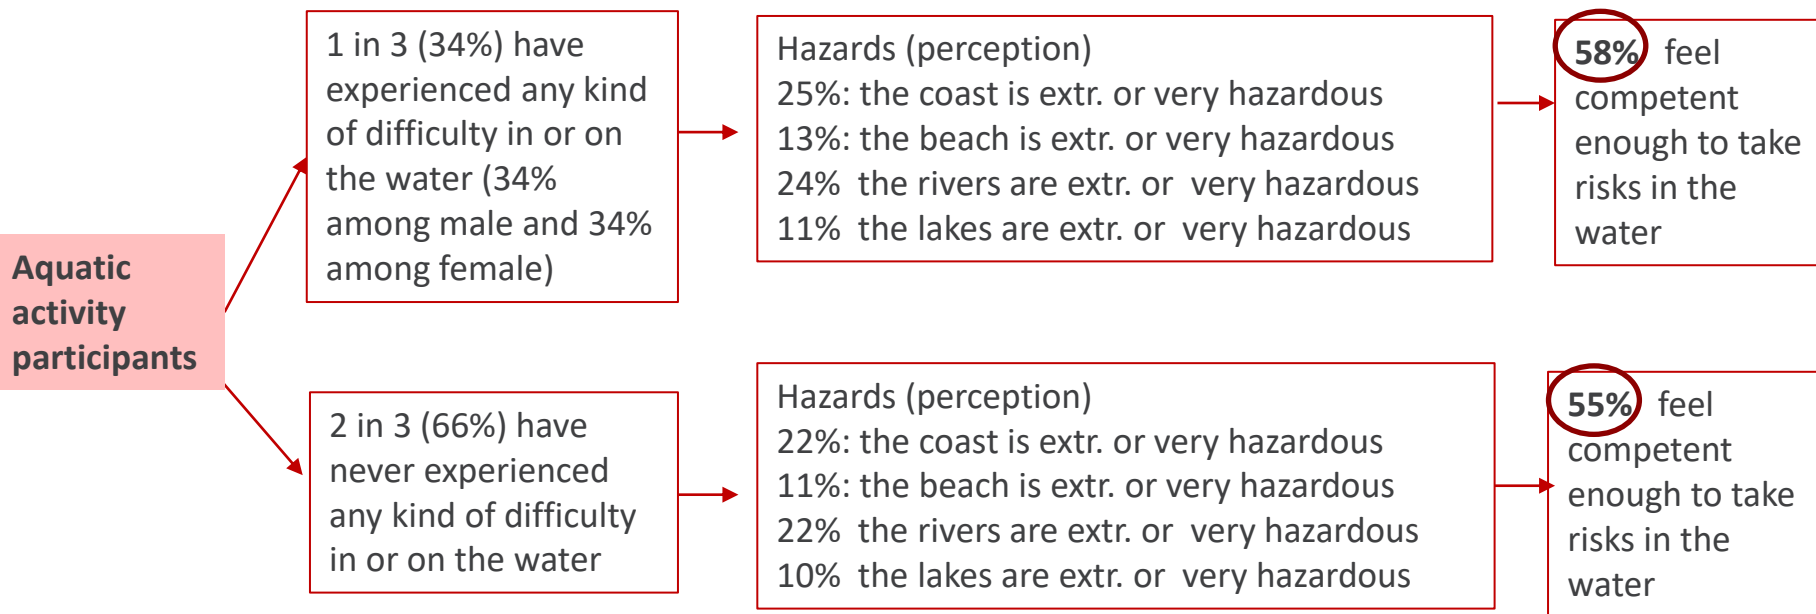 Aquatic
activity
participants
1 in 3 (34%) have
experienced any kind
of difficulty in or on
the water (34%
among male and 34%
among female)
Hazards (perception)
25%: the coast is extr. or very hazardous
13%: the beach is extr. or very hazardous
24%  the rivers are extr. or  very hazardous
11%  the lakes are extr. or  very hazardous
58%  feel
competent
enough to take
risks in the
water
2 in 3 (66%) have
never experienced
any kind of difficulty
in or on the water
Hazards (perception)
22%: the coast is extr. or very hazardous
11%: the beach is extr. or very hazardous
22%  the rivers are extr. or  very hazardous
10%  the lakes are extr. or  very hazardous
55%  feel
competent
enough to take
risks in the
water